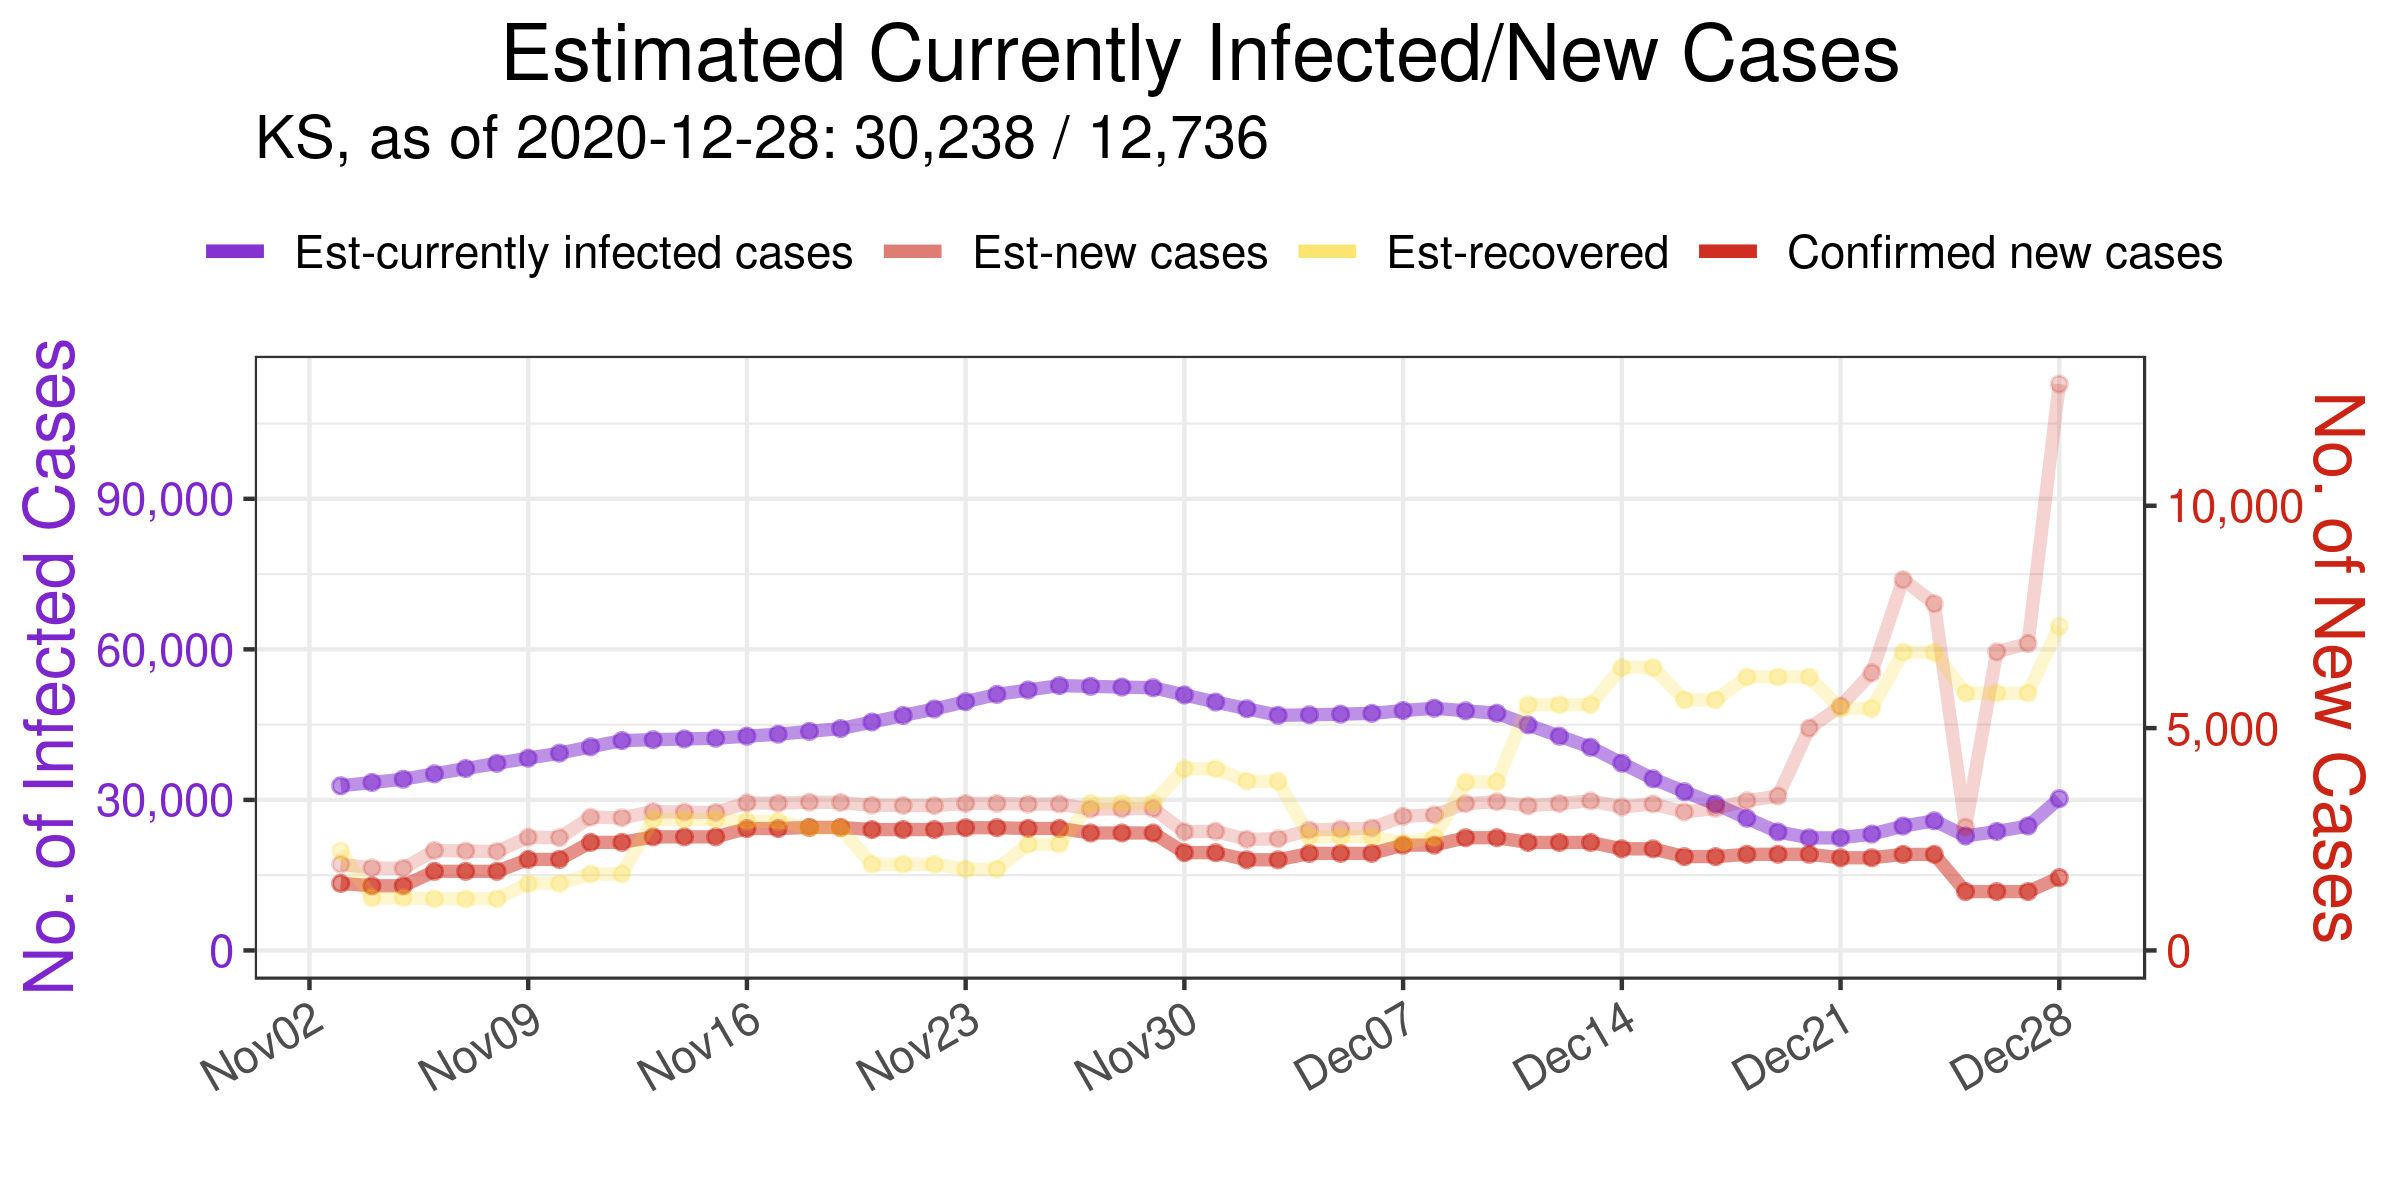 Estimated Currently Infected/New Cases
KS, as of 2020-12-28: 30,238 / 12,736
Est-currently infected cases Est-new cases Est-recovered Confirmed new cases
No. of Infected Cases
90,000
60,000
30,000
0
10,000
5,000
0
No. of New Cases
Nov02 Nov09 Nov16 Nov23 Nov30 Dec07 Dec14 Dec21 Dec28